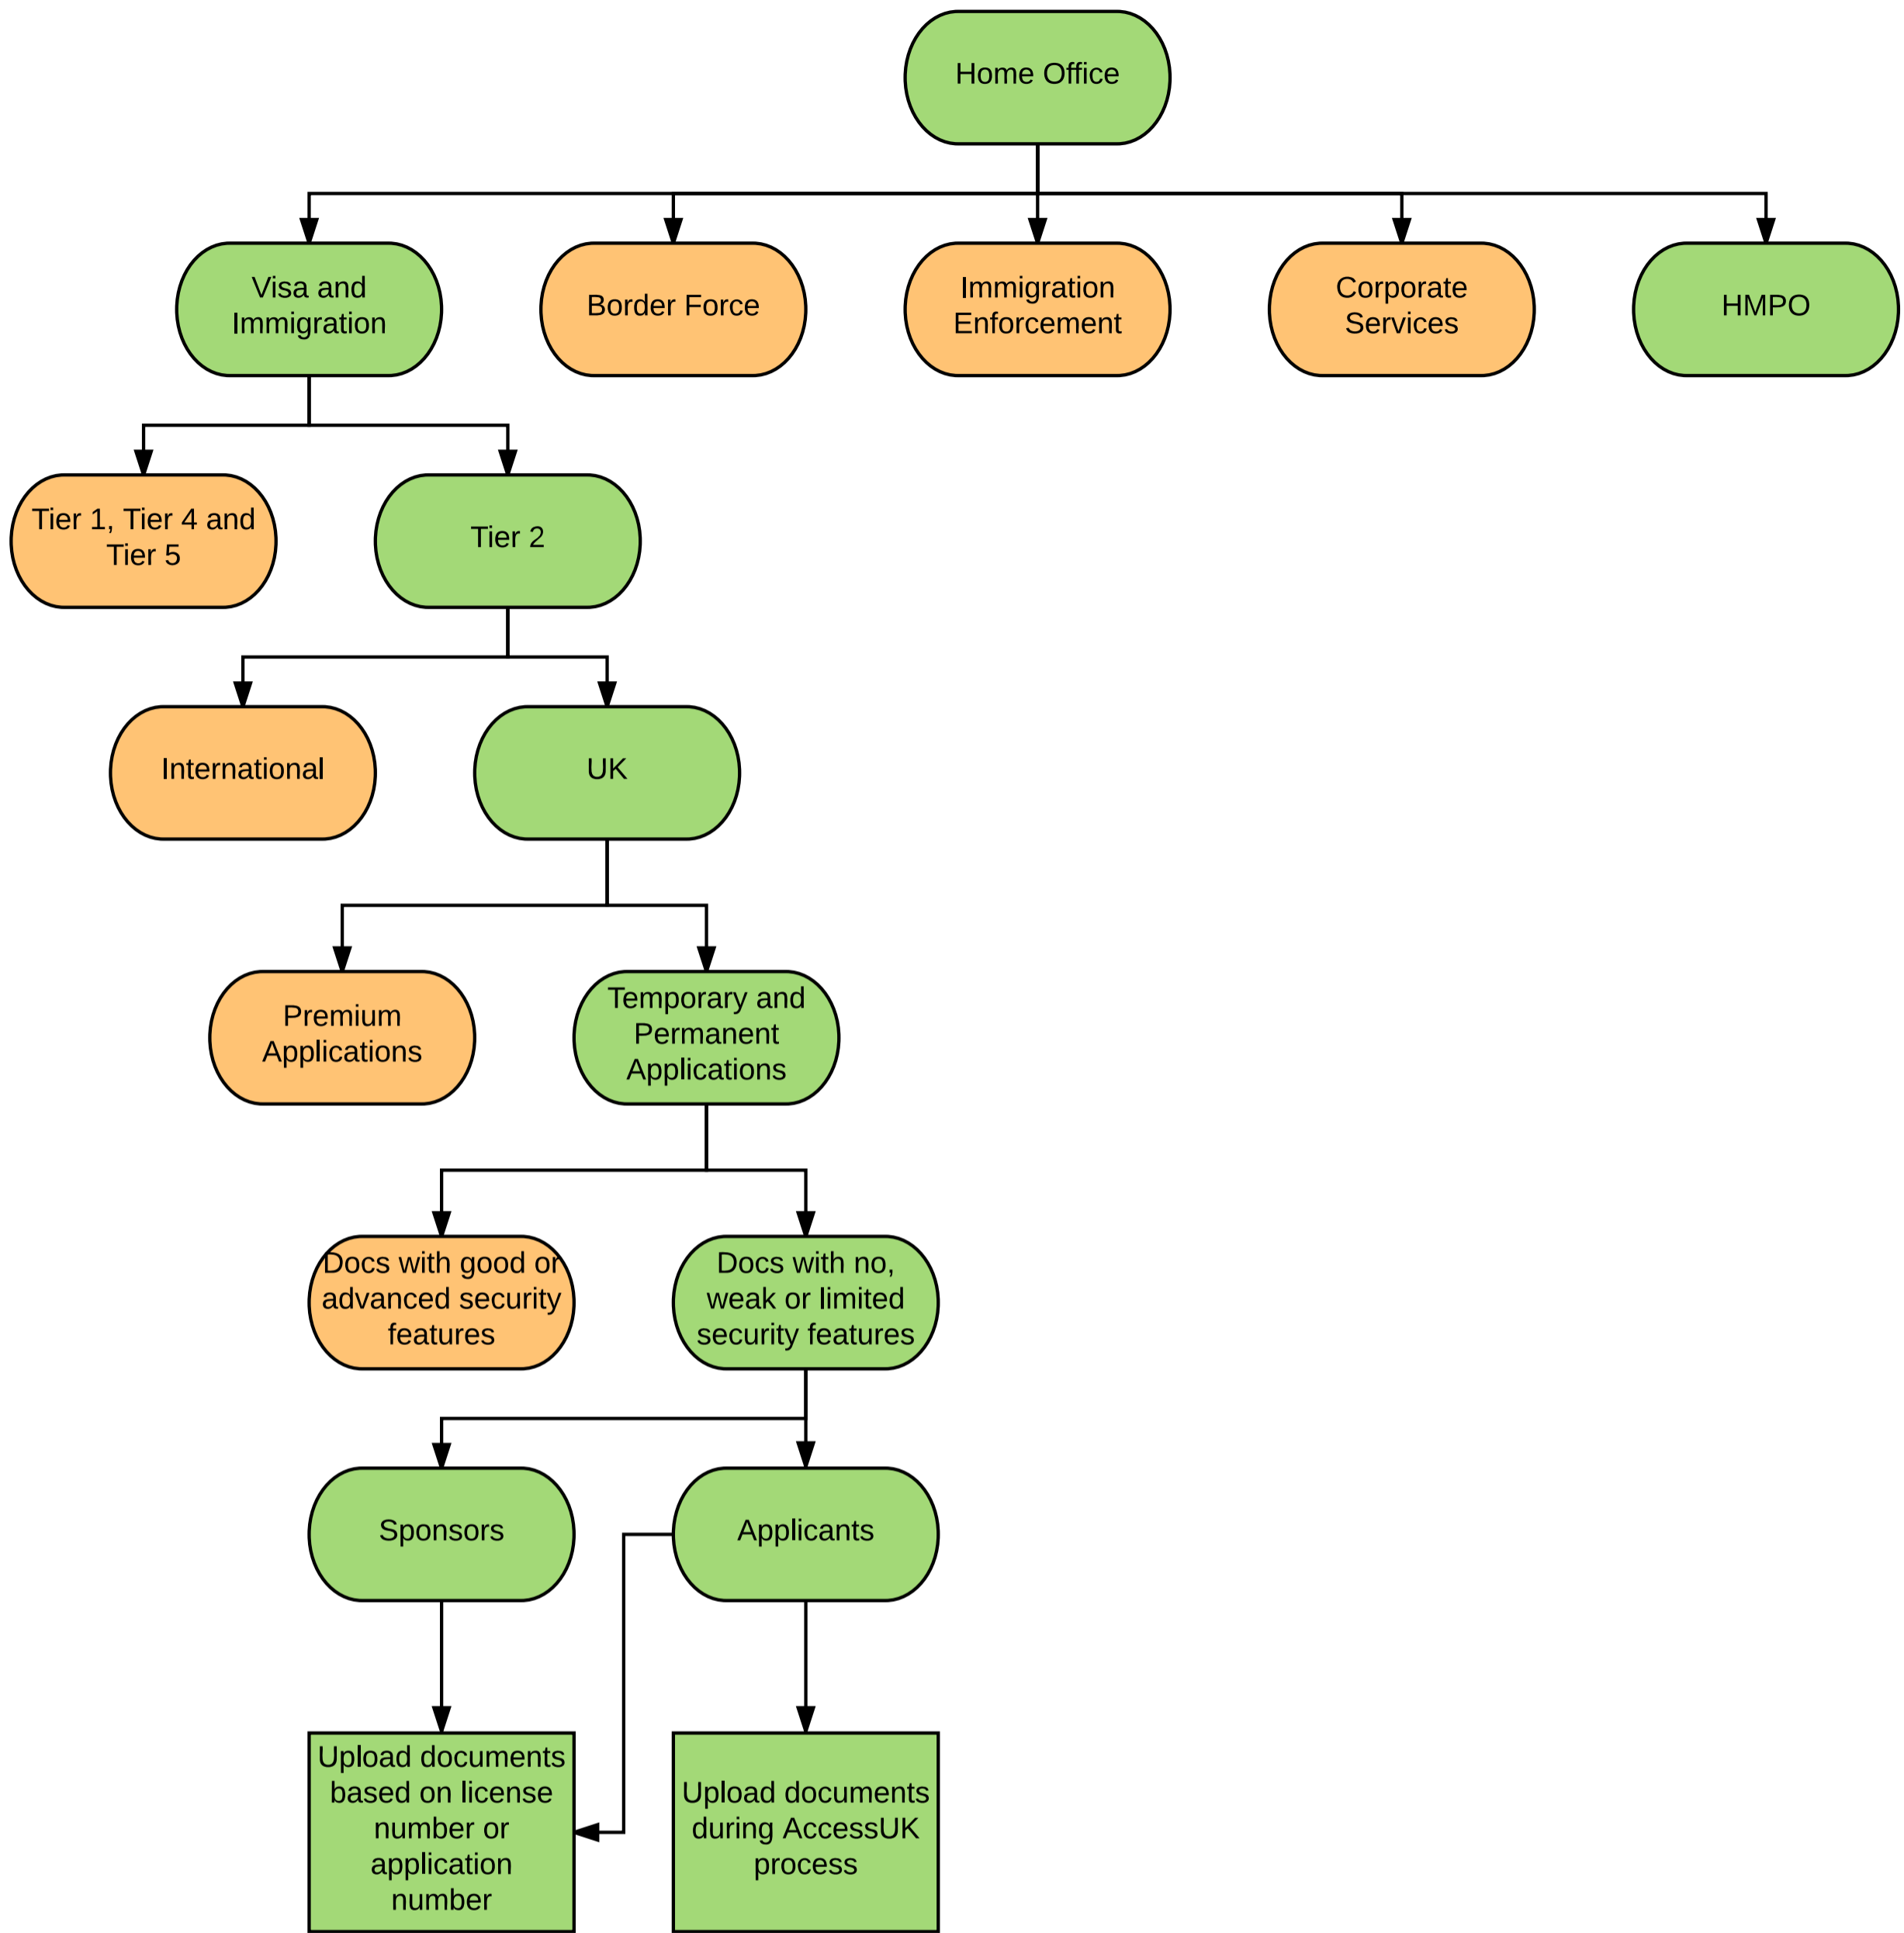 Home Office
Visa and
Immigration
Border Force
Immigration
Enforcement
Corporate
Services
HMPO
Tier 1, Tier 4 and
Tier 5
Tier 2
International
UK
Premium
Applications
Temporary and
Permanent
Applications
Docs with good or
advanced security
features
Docs with no,
weak or limited
security features
Sponsors
Applicants
Upload documents
based on license
number or
application
number
Upload documents
during AccessUK
process